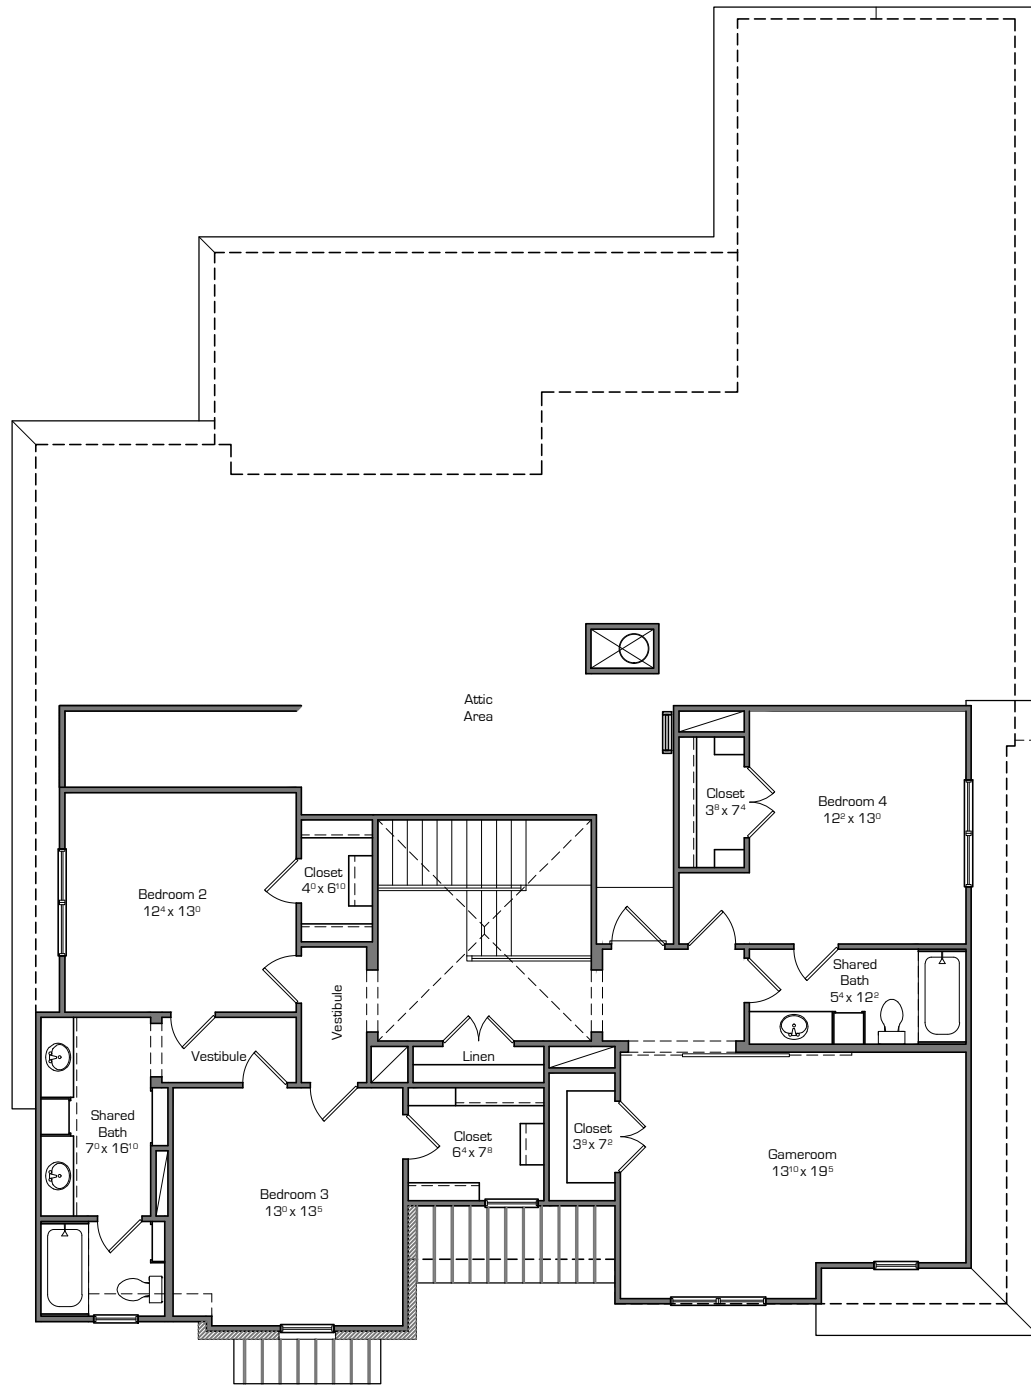 Attic
Area
Closet
3⁸ x 7⁴
Bedroom 4
12² x 13⁰
Closet
4⁰ x 6¹⁰
Bedroom 2
12⁴ x 13⁰
Shared
Bath
5⁴ x 12²
Vestibule
Vestibule
Linen
Shared
Bath
7⁰ x 16¹⁰
Closet
6⁴ x 7⁸
Closet
3⁹ x 7²
Gameroom
13¹⁰ x 19⁵
Bedroom 3
13⁰ x 13⁵